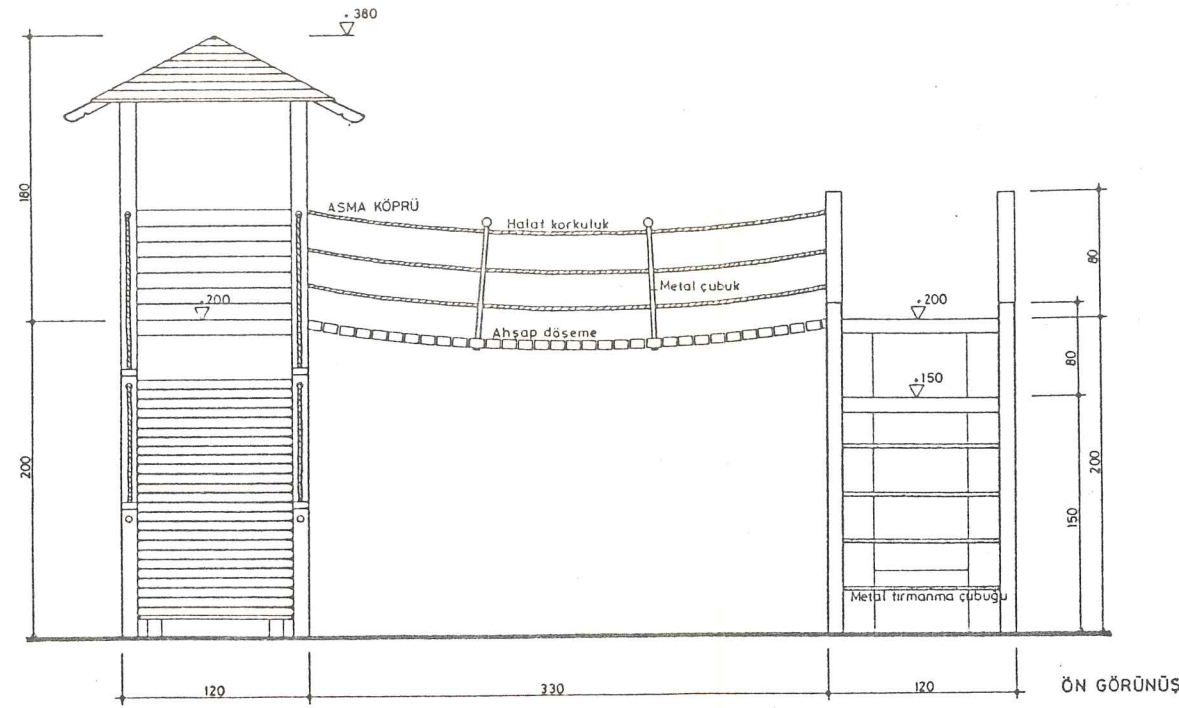 +380
180
ASMA KÖPRÜ
Halat korkuluk
Metal çubuk
Ahşap döşeme
+200
+200
+150
80
80
200
150
200
Metal tırmanma çubuğu
120
330
120
ÖN GÖRÜNÜŞ